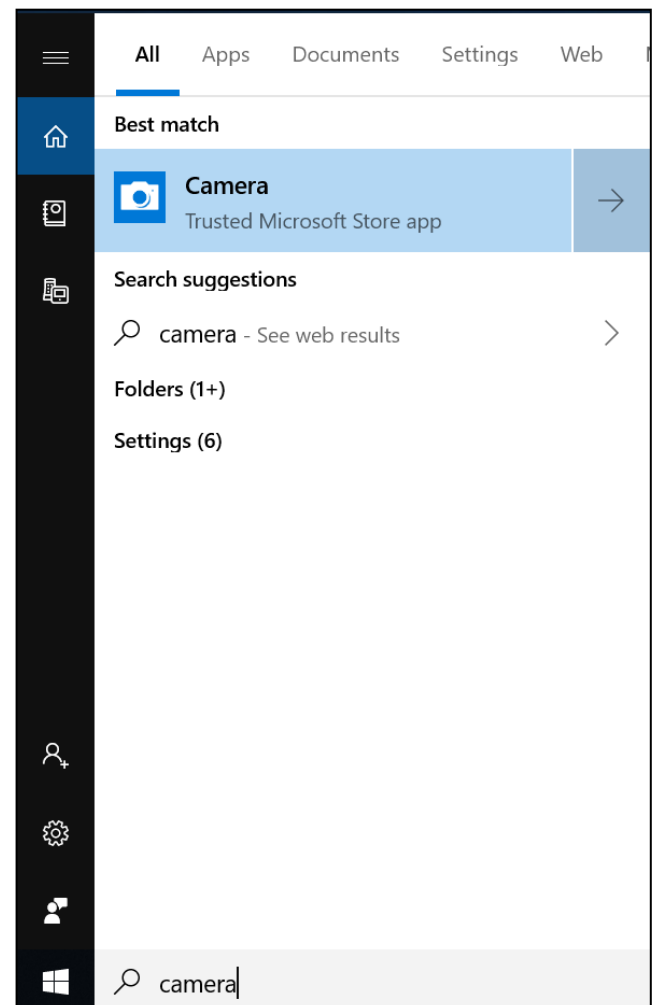 All Apps Documents Settings Web
Best match
Camera
Trusted Microsoft Store app
Search suggestions
camera - See web results
Folders (1+)
Settings (6)
camera